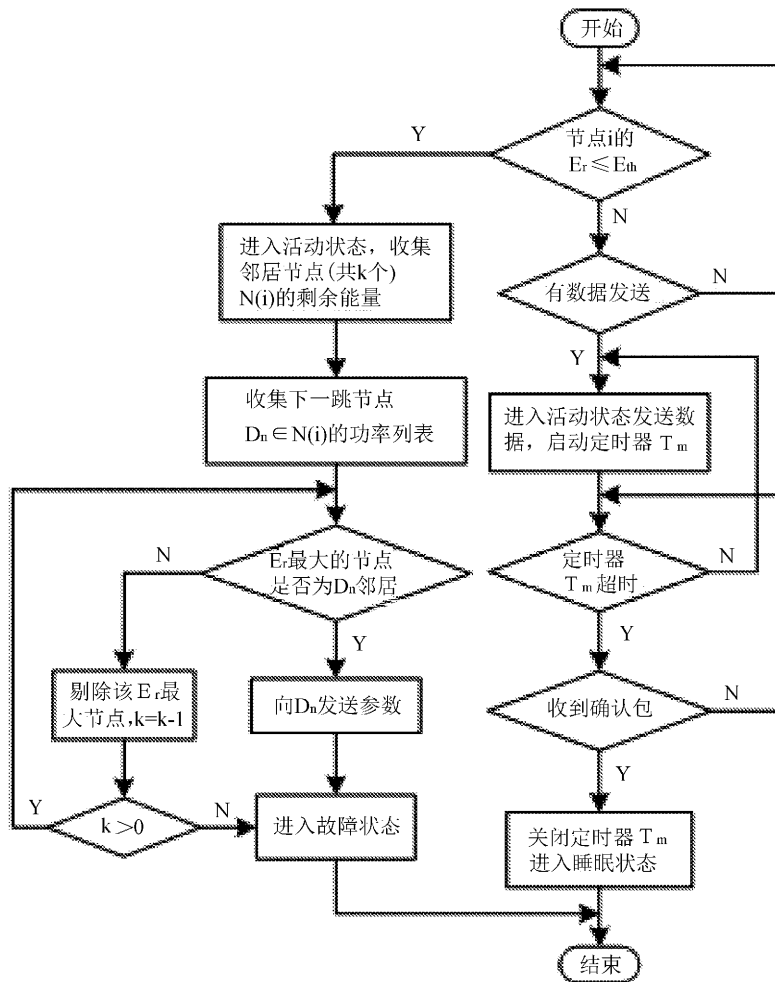 开始
节点i的
Er≤Eth
Y
N
进入活动状态，收集
邻居节点(共k个)
N(i)的剩余能量
有数据发送
N
Y
收集下一跳节点
Dn∈N(i)的功率列表
进入活动状态发送数
据，启动定时器Tm
Er最大的节点
是否为Dn邻居
N
Y
定时器
Tm超时
N
Y
剔除该Er最
大节点,k=k-1
向Dn发送参数
收到确认包
N
Y
k>0
Y
N
进入故障状态
关闭定时器Tm
进入睡眠状态
结束